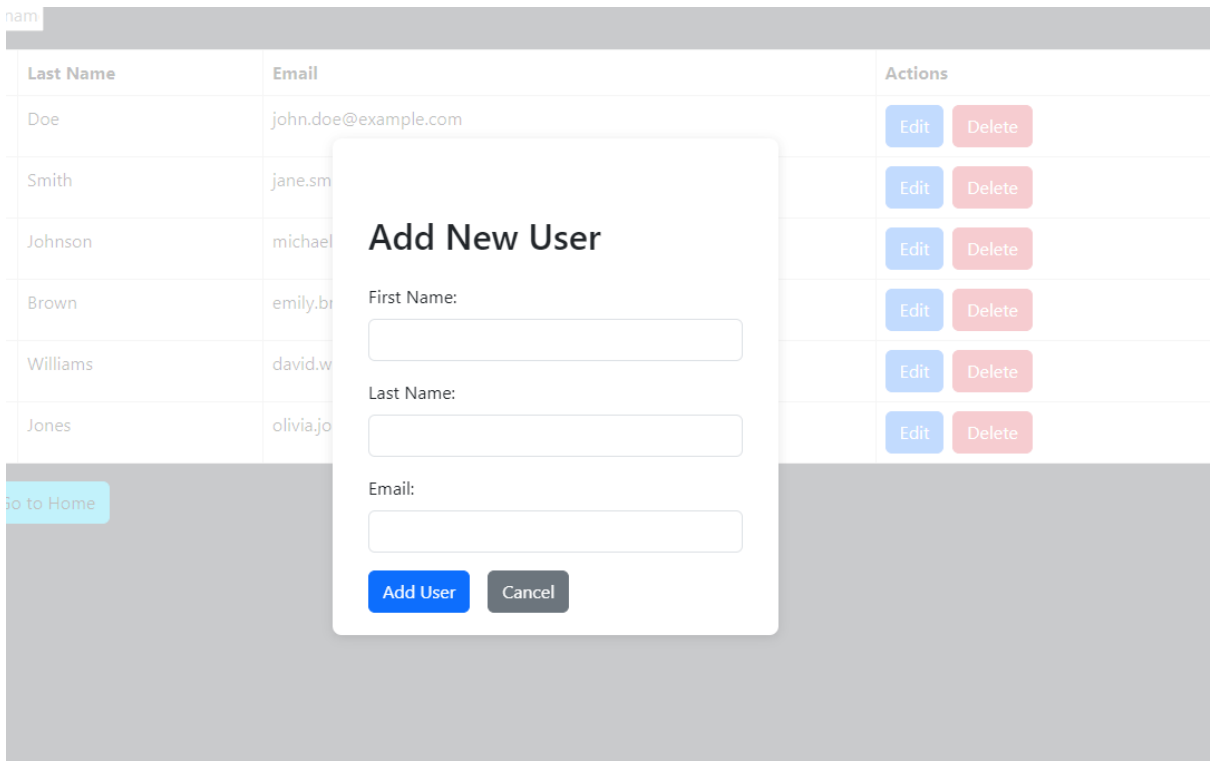 nam
Last Name Email Actions
Doe john.doe@example.com Edit Delete
Smith jane.sm Edit Delete
Johnson michael Edit Delete
Brown emily.br Edit Delete
Williams david.w Edit Delete
Jones olivia.jo Edit Delete
Go to Home
Add New User
First Name:
Last Name:
Email:
Add User Cancel